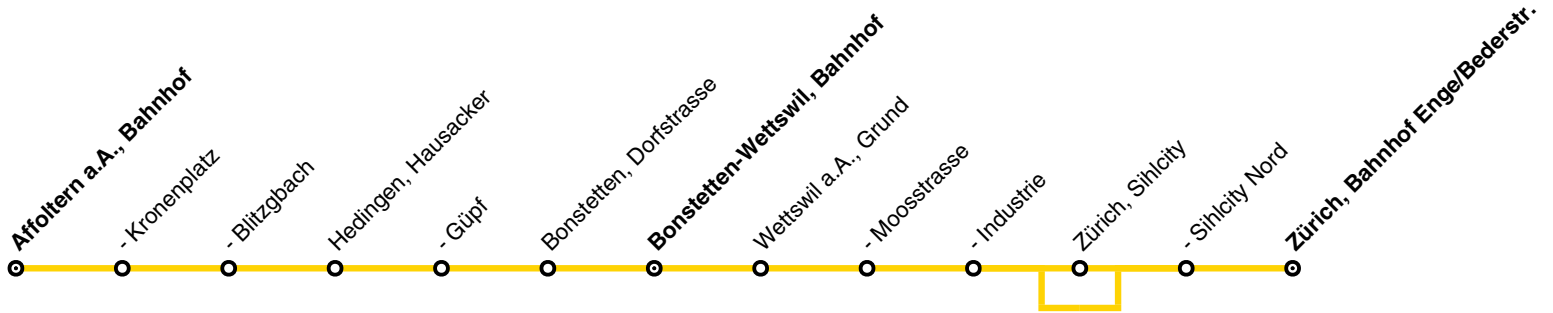 Affoltern a.A., Bahnhof
- Kronenplatz
- Blitzgbach
Hedingen, Hausacker
- Güpf
Bonstetten, Dorfstrasse
Bonstetten-Wettswil, Bahnhof
Wettswil a.A., Grund
- Moosstrasse
- Industrie
Zürich, Sihlcity
- Sihlcity Nord
Zürich, Bahnhof Enge/Bederstr.